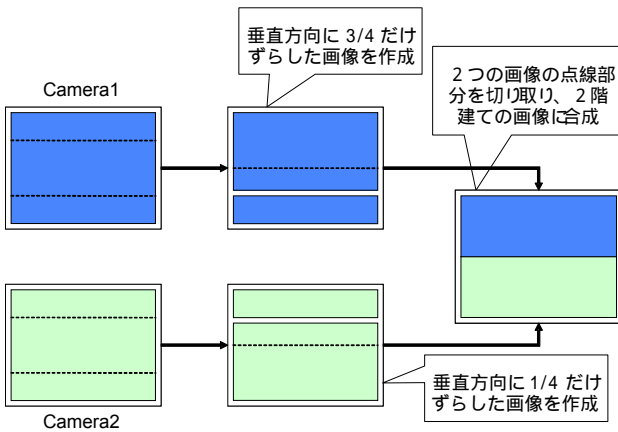 垂直方向に 3/4 だけ
ずらした画像を作成
Camera1
2つの画像の点線部
分を切り取り、2階
建ての画像に合成
垂直方向に 1/4 だけ
ずらした画像を作成
Camera2